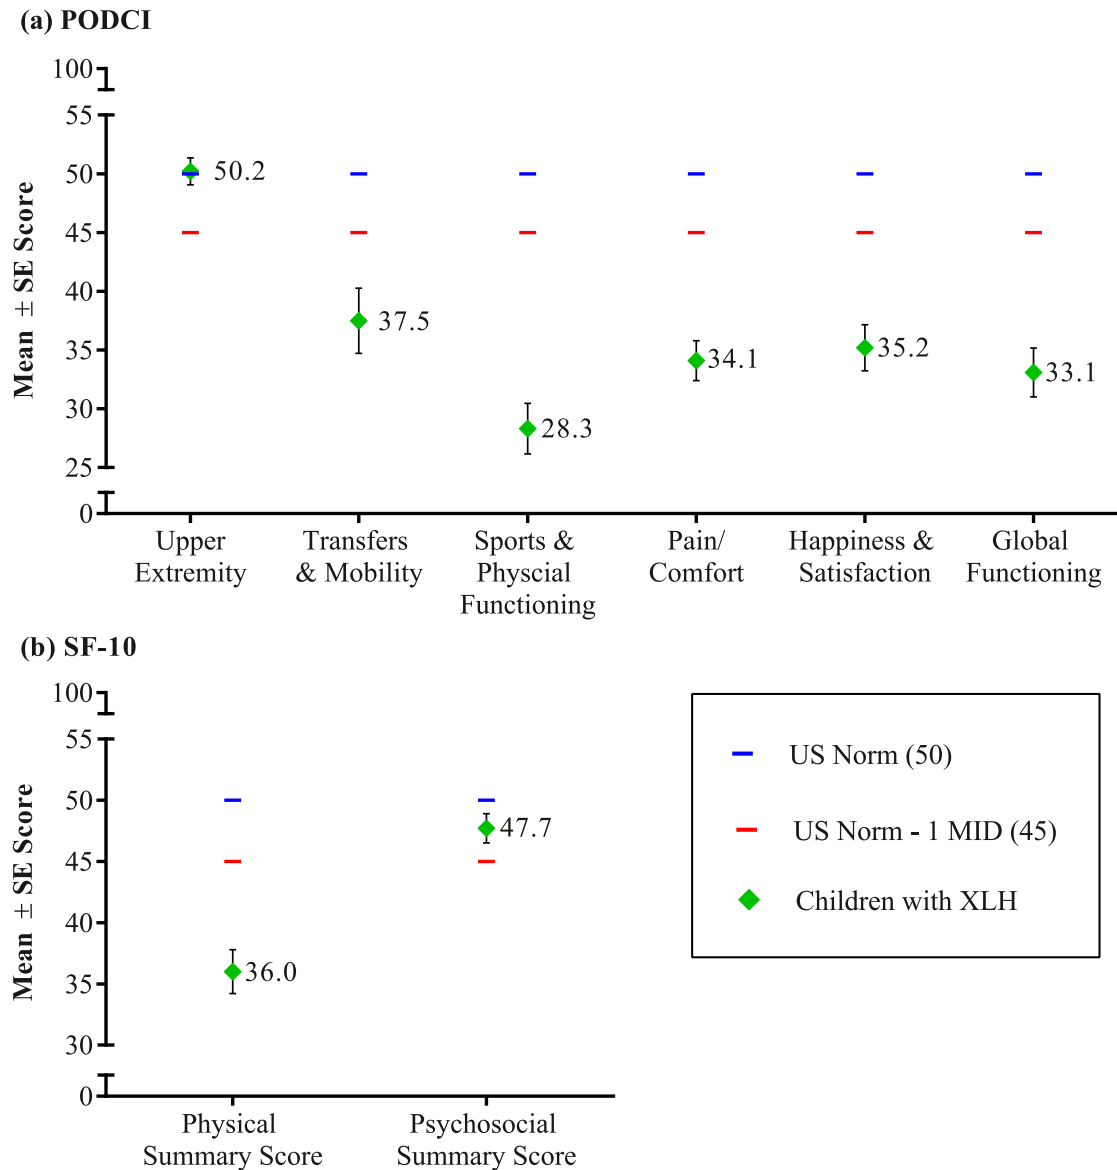 (a) PODCI
100
55
50
45
40
35
30
25
0
Mean ± SE Score
50.2
37.5
28.3
34.1
35.2
33.1
Upper
Extremity
Transfers
& Mobility
Sports &
Physcial
Functioning
Pain/
Comfort
Happiness &
Satisfaction
Global
Functioning
(b) SF-10
100
55
50
45
40
35
30
0
Mean ± SE Score
36.0
47.7
Physical
Summary Score
Psychosocial
Summary Score
US Norm (50)
US Norm - 1 MID (45)
Children with XLH